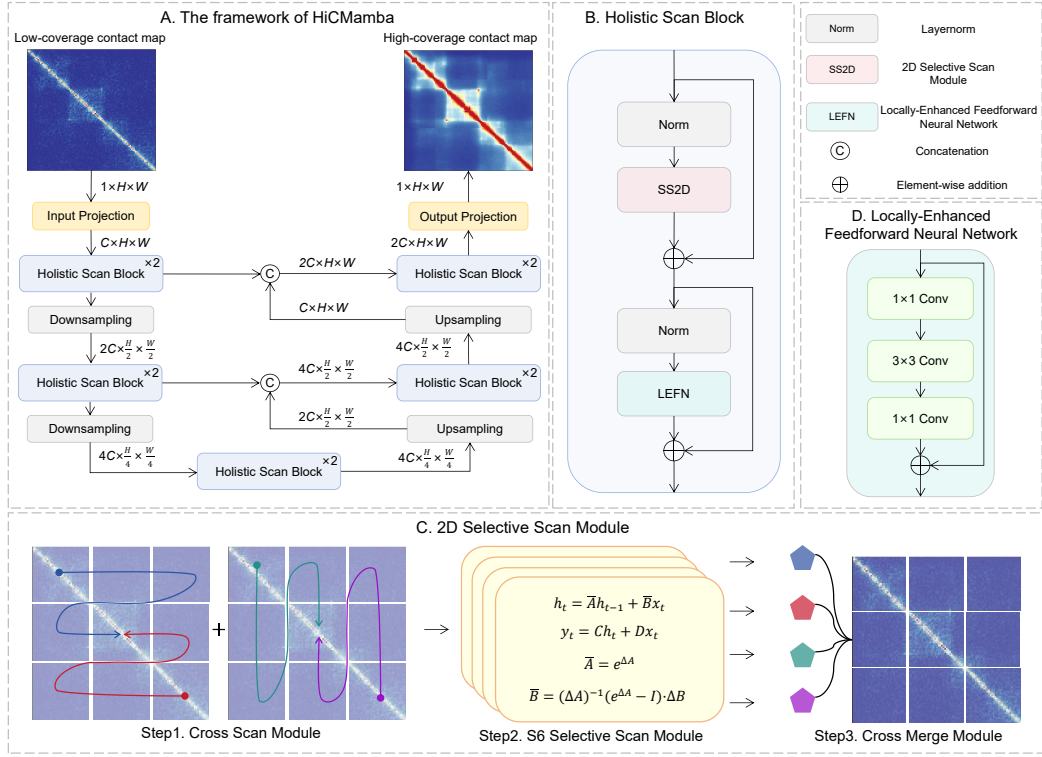 A. The framework of HiCMamba
Low-coverage contact map
High-coverage contact map
1×H×W
1×H×W
Input Projection
Output Projection
C×H×W
2C×H×W
Holistic Scan Block ×2
C
2C×H×W
Holistic Scan Block ×2
C×H×W
Downsampling
Upsampling
2C×H/2×W/2
4C×H/2×W/2
Holistic Scan Block ×2
C
4C×H/2×W/2
Holistic Scan Block ×2
2C×H/2×W/2
Downsampling
Upsampling
4C×H/4×W/4
Holistic Scan Block ×2
4C×H/4×W/4
B. Holistic Scan Block
Norm
SS2D
Norm
LEFN
Norm
Layernorm
SS2D
2D Selective Scan
Module
LEFN
Locally-Enhanced Feedforward
Neural Network
C
Concatenation
Element-wise addition
D. Locally-Enhanced
Feedforward Neural Network
1×1 Conv
3×3 Conv
1×1 Conv
C. 2D Selective Scan Module
+
h_t = A̅h_{t−1} + B̅x_t
y_t = Ch_t + Dx_t
A̅ = e^{ΔA}
B̅ = (ΔA)^{−1}(e^{ΔA} − I)·ΔB
Step1. Cross Scan Module
Step2. S6 Selective Scan Module
Step3. Cross Merge Module